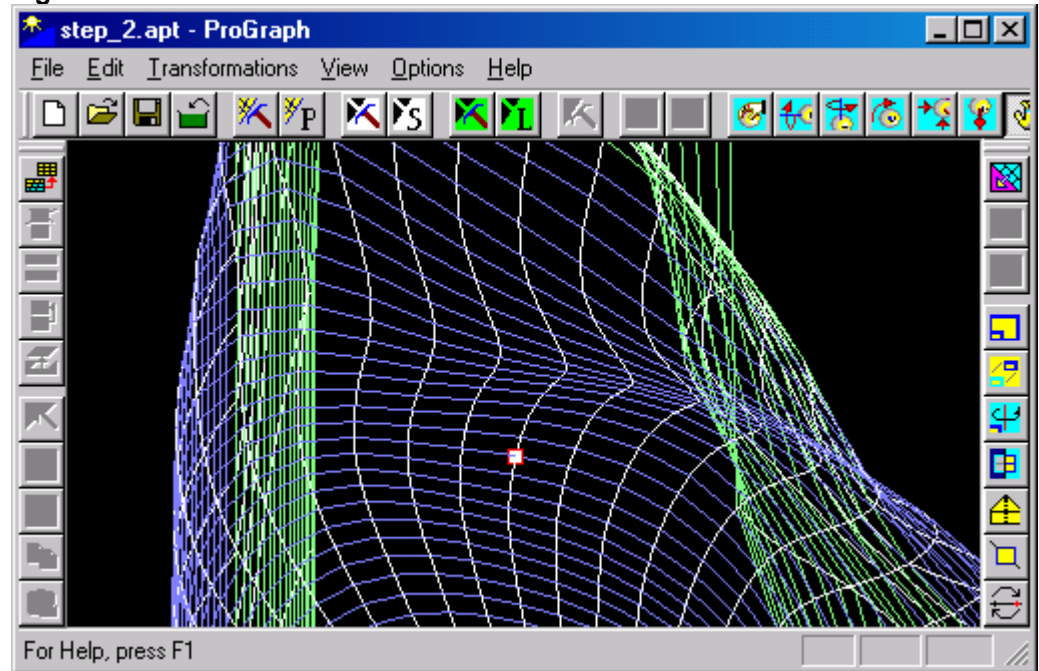 step_2.apt - ProGraph
File Edit Transformations View Options Help
P S L
For Help, press F1